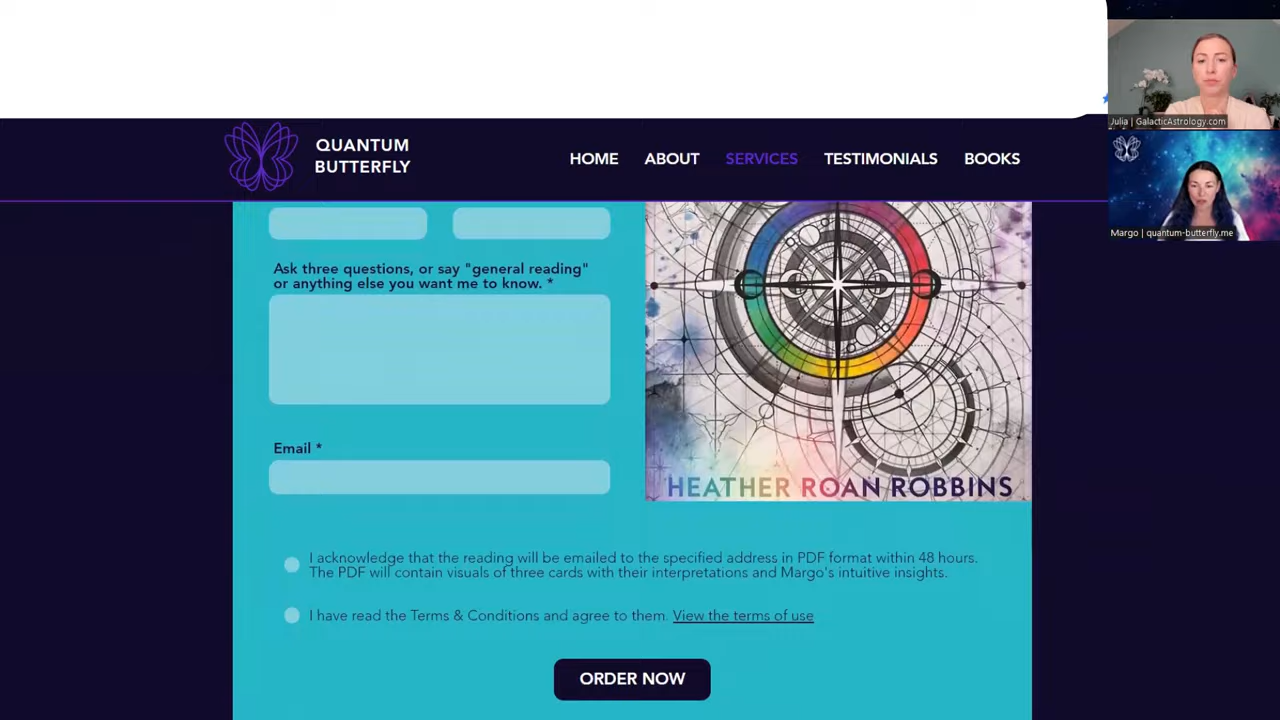 QUANTUM
BUTTERFLY
HOME
ABOUT
SERVICES
TESTIMONIALS
BOOKS
Julia | GalacticAstrology.com
Margo | quantum-butterfly.me
Ask three questions, or say "general reading"
or anything else you want me to know. *
Email *
HEATHER ROAN ROBBINS
I acknowledge that the reading will be emailed to the specified address in PDF format within 48 hours.
The PDF will contain visuals of three cards with their interpretations and Margo's intuitive insights.
I have read the Terms & Conditions and agree to them. View the terms of use
ORDER NOW